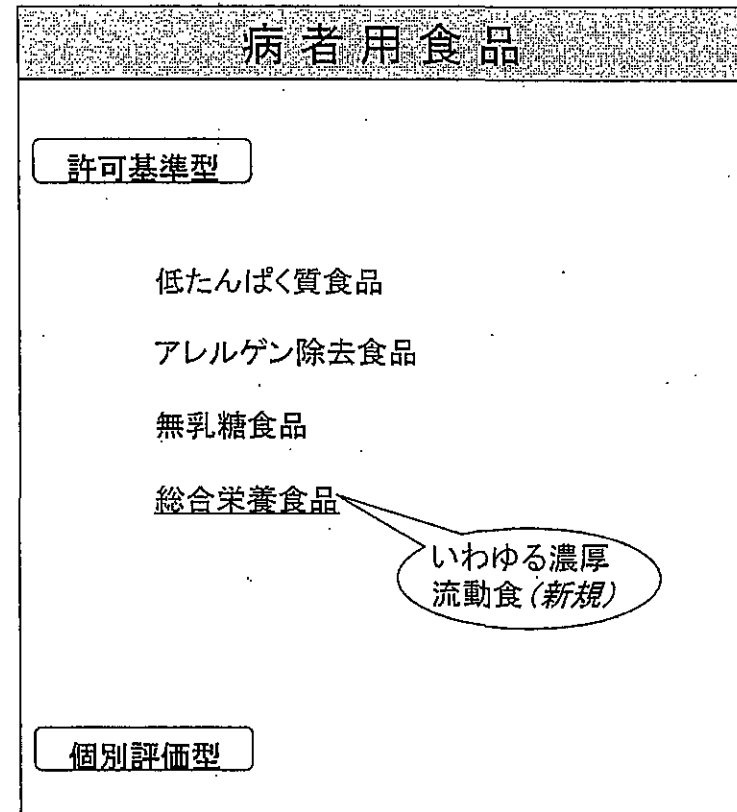 病者用食品
許可基準型
低たんぱく質食品
アレルゲン除去食品
無乳糖食品
総合栄養食品
いわゆる濃厚
流動食(新規)
個別評価型